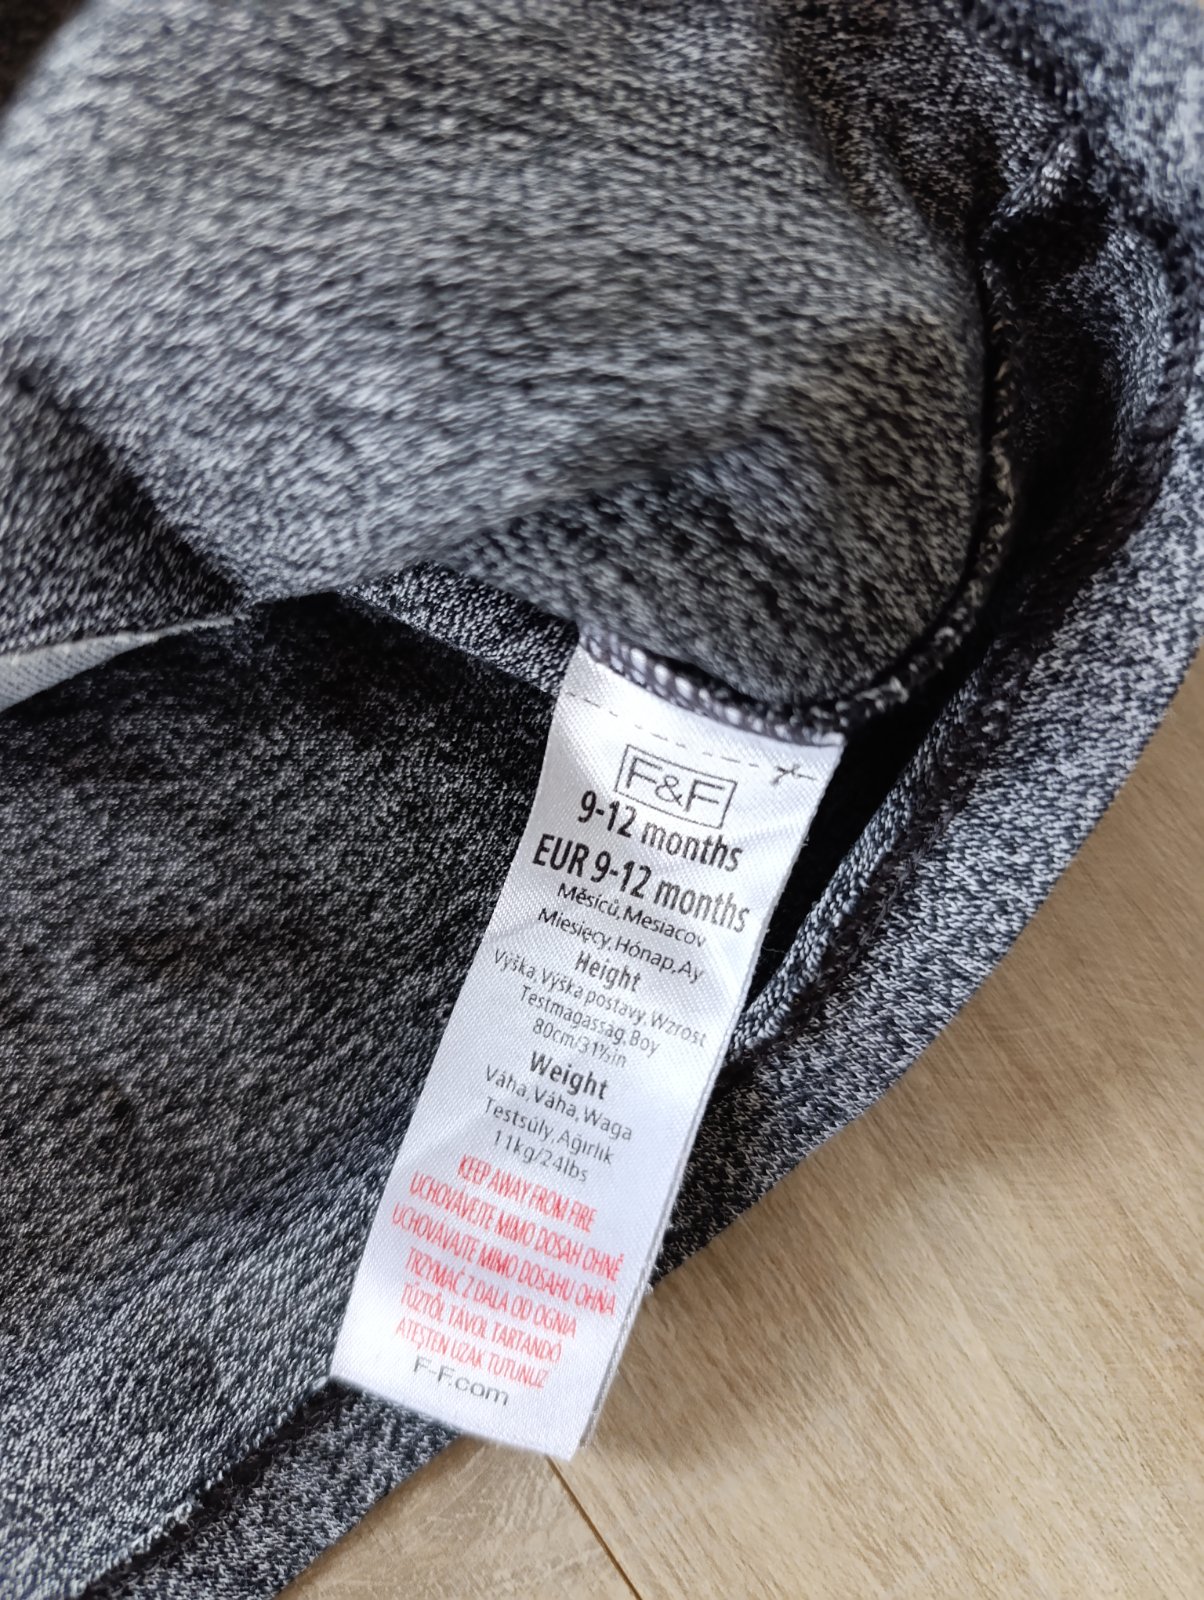 F&F
9-12 months
EUR 9-12 months
Měsíců, Mesiacov
Miesięcy, Hónap, Ay
Height
Výška, Výška postavy, Wzrost
Testmagasság, Boy
80cm/31½in
Weight
Váha, Váha, Waga
Testsúly, Ağırlık
11kg/24lbs
KEEP AWAY FROM FIRE
UCHOVÁVEJTE MIMO DOSAH OHNĚ
UCHOVÁVAJTE MIMO DOSAHU OHŇA
TRZYMAĆ Z DALA OD OGNIA
TŰZTŐL TÁVOL TARTANDÓ
ATEŞTEN UZAK TUTUNUZ
F-F.com